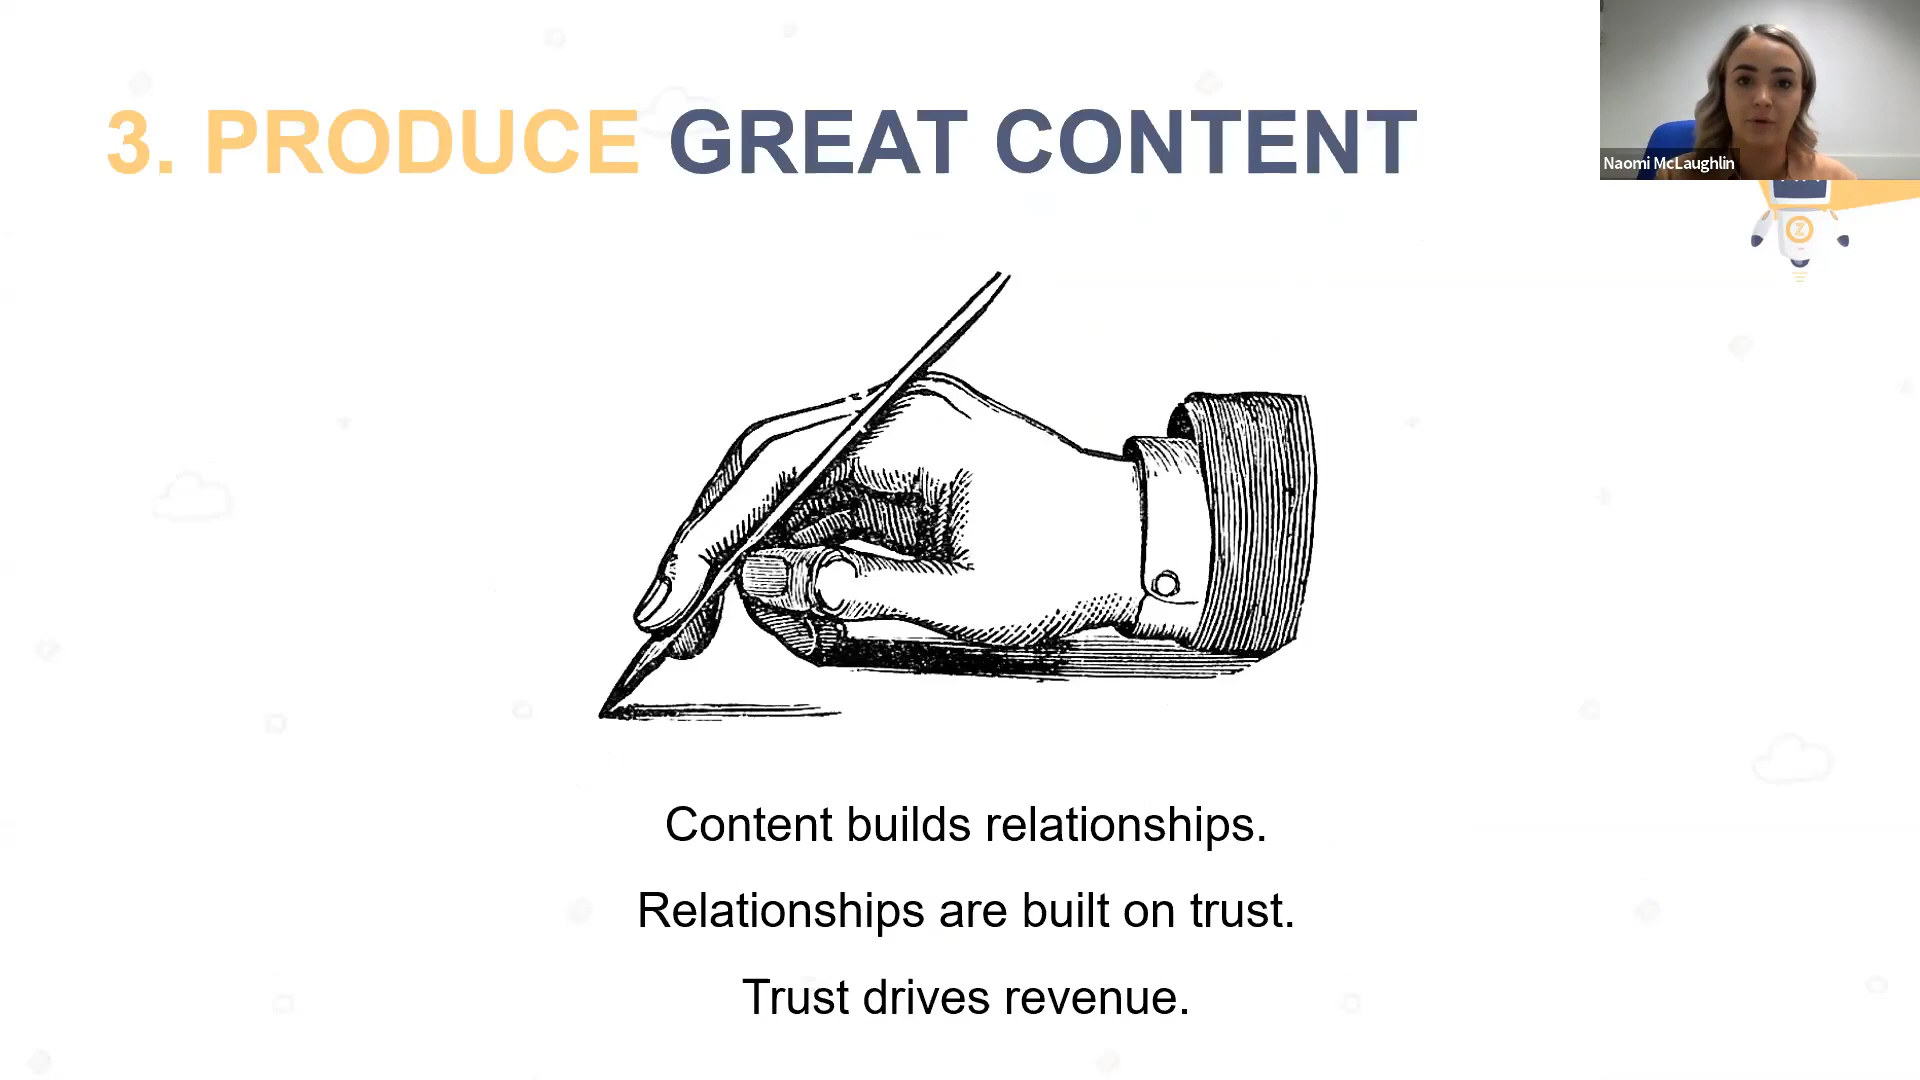 3. PRODUCE GREAT CONTENT
Naomi McLaughlin
Z
Content builds relationships.
Relationships are built on trust.
Trust drives revenue.